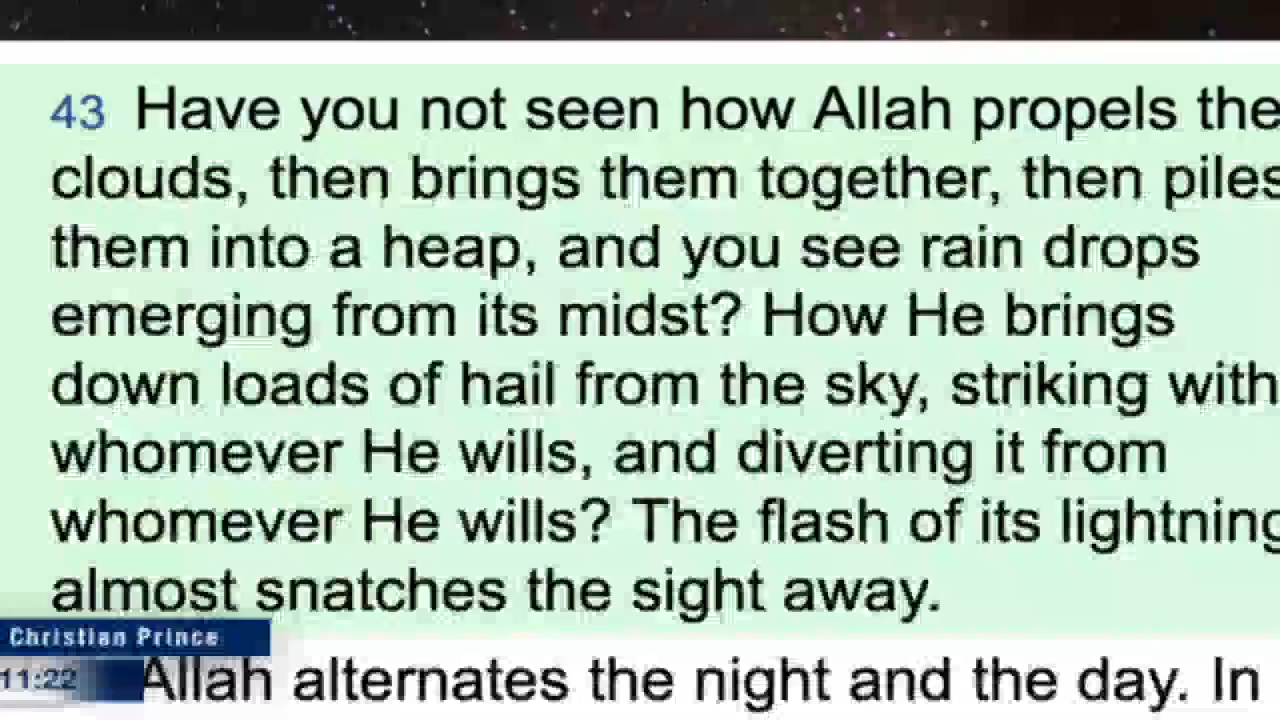 43 Have you not seen how Allah propels the
clouds, then brings them together, then piles
them into a heap, and you see rain drops
emerging from its midst? How He brings
down loads of hail from the sky, striking with
whomever He wills, and diverting it from
whomever He wills? The flash of its lightning
almost snatches the sight away.
Christian Prince
11:22 Allah alternates the night and the day. In